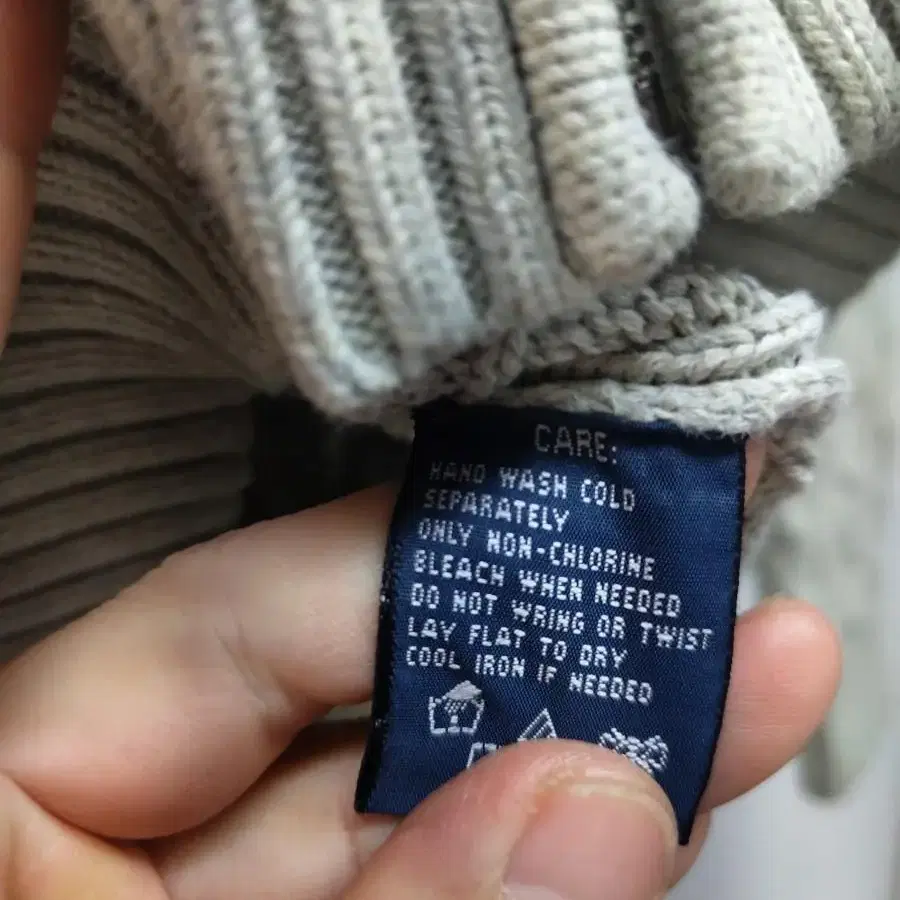 CARE:
HAND WASH COLD
SEPARATELY
ONLY NON-CHLORINE
BLEACH WHEN NEEDED
DO NOT WRING OR TWIST
LAY FLAT TO DRY
COOL IRON IF NEEDED